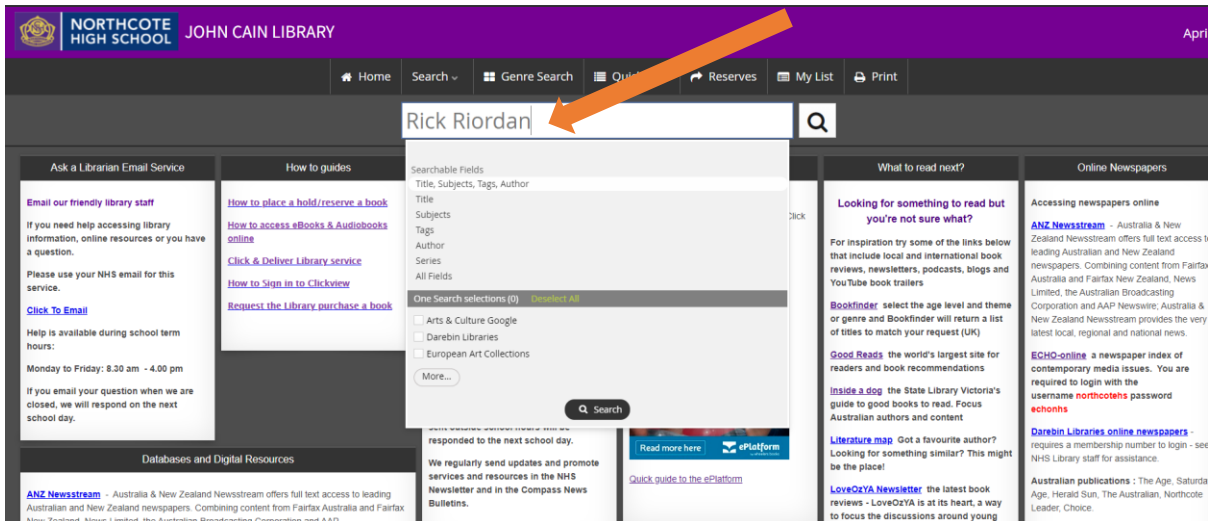 NORTHCOTE
HIGH SCHOOL
JOHN CAIN LIBRARY
Home
Search
Genre Search
Reserves
My List
Print
Rick Riordan
Searchable Fields
Title, Subjects, Tags, Author
Title
Subjects
Tags
Author
Series
All Fields
One Search selections (0) Deselect All
Arts & Culture Google
Darebin Libraries
European Art Collections
More...
Search
Ask a Librarian Email Service
Email our friendly library staff
If you need help accessing library
information, online resources or you have
a question.
Please use your NHS email for this
service.
Click To Email
Help is available during school term
hours:
Monday to Friday: 8.30 am - 4.00 pm
If you email your question when we are
closed, we will respond on the next
school day.
How to guides
How to place a hold/reserve a book
How to access eBooks & Audiobooks
online
Click & Deliver Library service
How to Sign in to Clickview
Request the Library purchase a book
Click
responded to the next school day.
We regularly send updates and promote
services and resources in the NHS
Newsletter and in the Compass News
Bulletins.
Read more here
ePlatform
Quick guide to the ePlatform
What to read next?
Looking for something to read but
you're not sure what?
For inspiration try some of the links below
that include local and international book
reviews, newsletters, podcasts, blogs and
YouTube book trailers
Bookfinder select the age level and theme
or genre and Bookfinder will return a list
of titles to match your request (UK)
Good Reads the world's largest site for
readers and book recommendations
Inside a dog the State Library Victoria's
guide to good books to read. Focus
Australian authors and content
Literature map Got a favourite author?
Looking for something similar? This might
be the place!
LoveOzYA Newsletter the latest book
reviews - LoveOzYA is at its heart, a way
to focus the discussions around young
Online Newspapers
Accessing newspapers online
ANZ Newsstream - Australia & New
Zealand Newsstream offers full text access to
leading Australian and New Zealand
newspapers. Combining content from Fairfax
Australia and Fairfax New Zealand, News
Limited, the Australian Broadcasting
Corporation and AAP Newswire; Australia &
New Zealand Newsstream provides the very
latest local, regional and national news.
ECHO-online a newspaper index of
contemporary media issues. You are
required to login with the
username northcotehs password
echonhs
Darebin Libraries online newspapers -
requires a membership number to login - see
NHS Library staff for assistance.
Australian publications : The Age, Saturday
Age, Herald Sun, The Australian, Northcote
Leader, Choice.
Databases and Digital Resources
ANZ Newsstream - Australia & New Zealand Newsstream offers full text access to leading
Australian and New Zealand newspapers. Combining content from Fairfax Australia and Fairfax
New Zealand, News Limited, the Australian Broadcasting Corporation and AAP